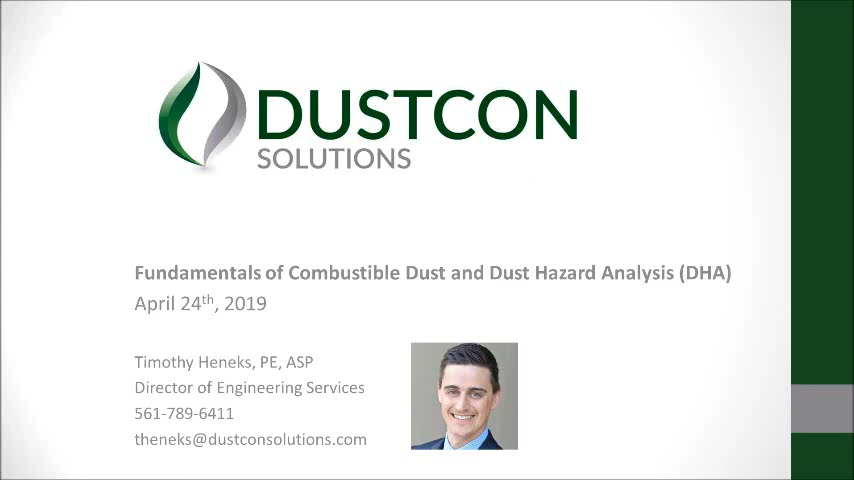 DUSTCON
SOLUTIONS
Fundamentals of Combustible Dust and Dust Hazard Analysis (DHA)
April 24th, 2019
Timothy Heneks, PE, ASP
Director of Engineering Services
561-789-6411
theneks@dustconsolutions.com